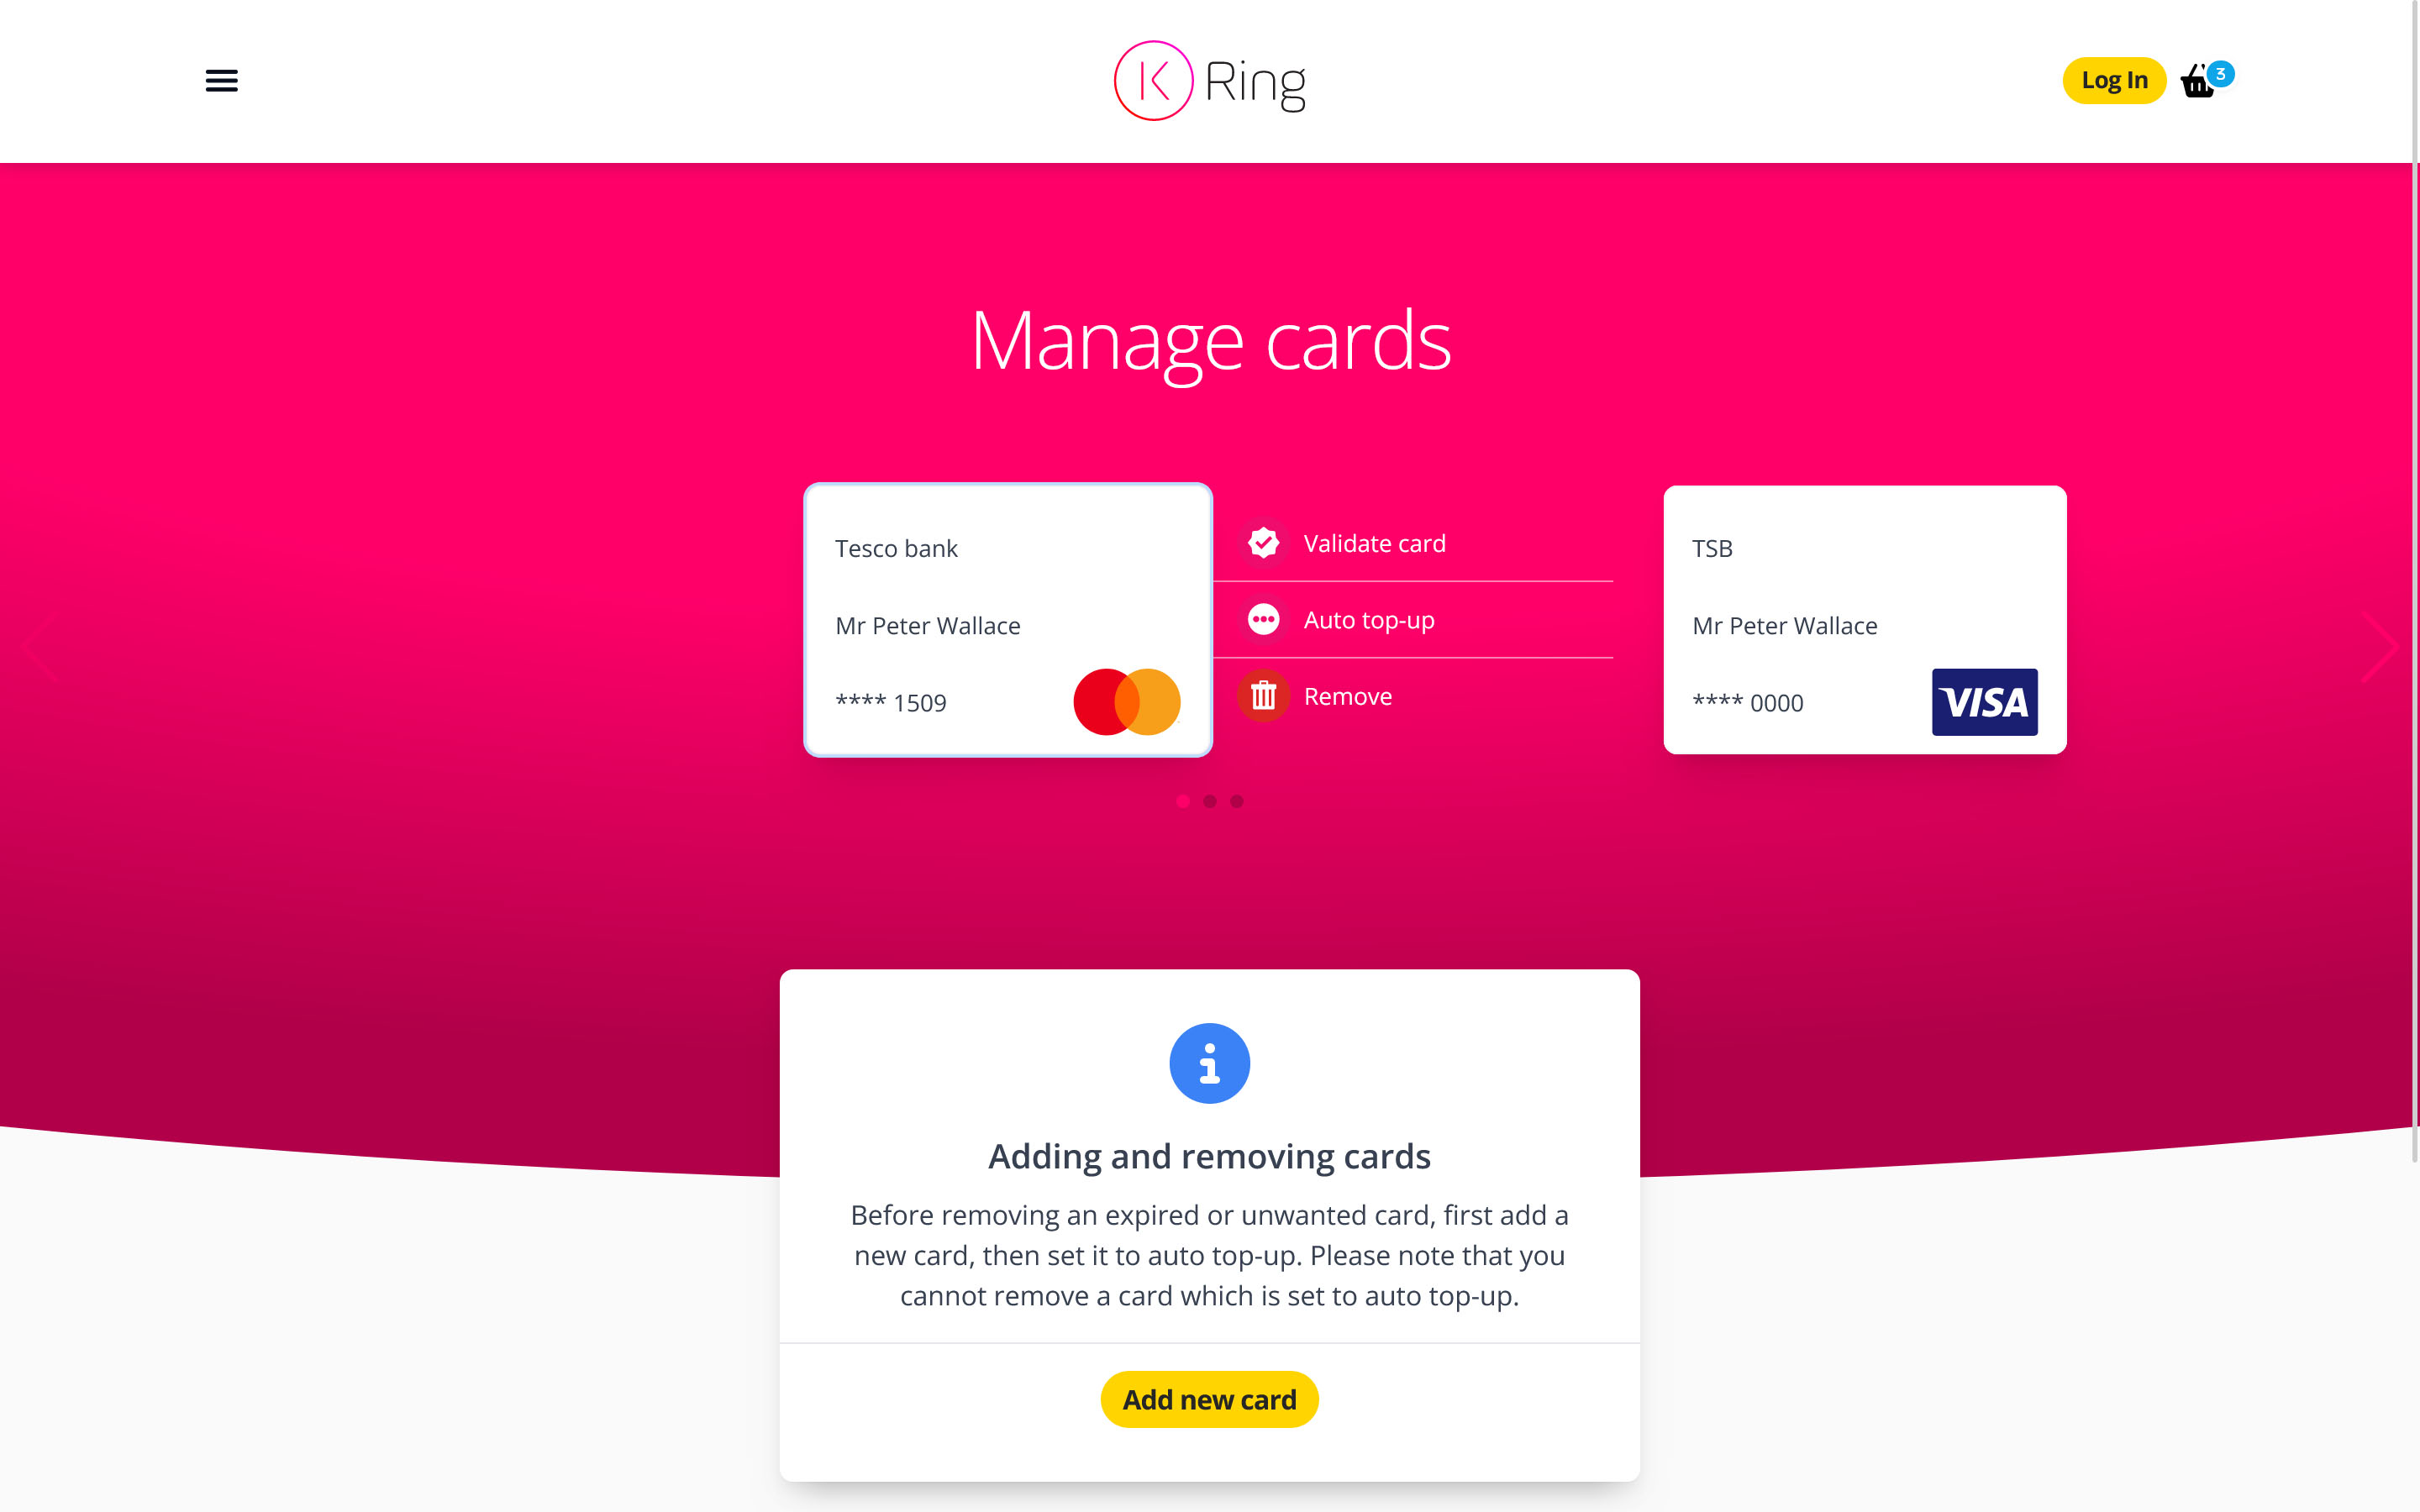 K Ring
Log In
3
Manage cards
Tesco bank
Mr Peter Wallace
**** 1509
Validate card
Auto top-up
Remove
TSB
Mr Peter Wallace
**** 0000
VISA
Adding and removing cards
Before removing an expired or unwanted card, first add a
new card, then set it to auto top-up. Please note that you
cannot remove a card which is set to auto top-up.
Add new card